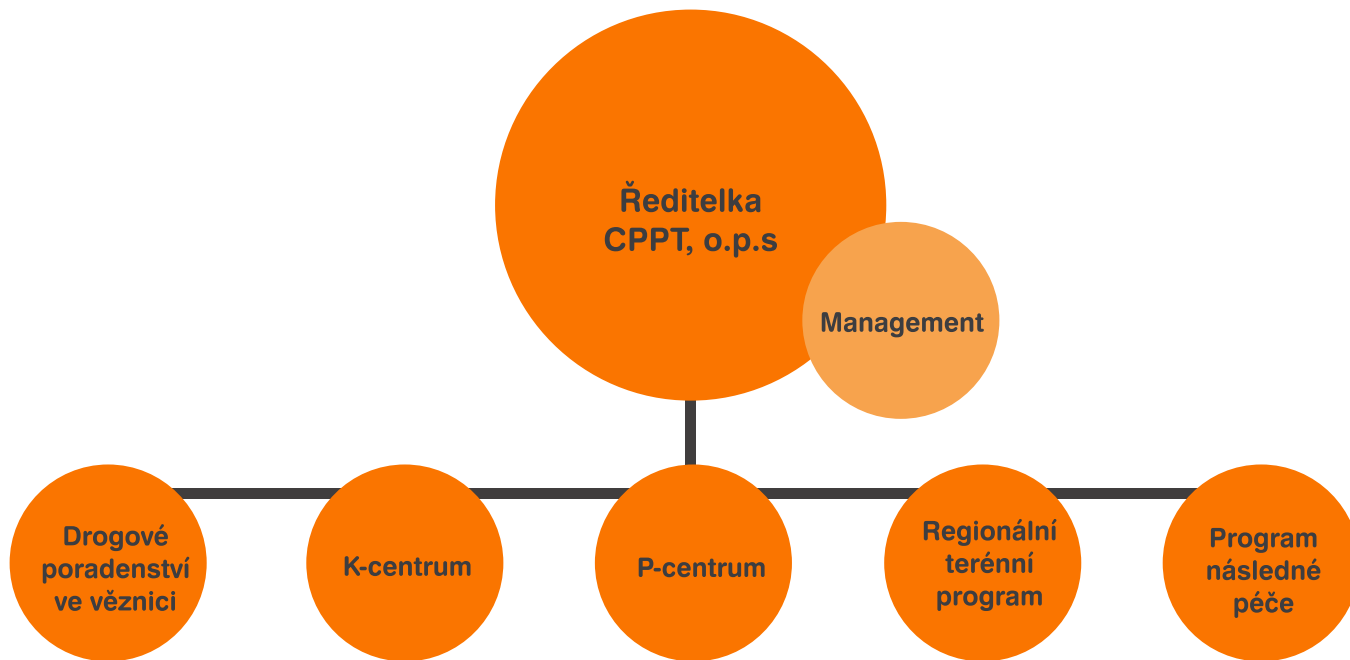 Ředitelka
CPPT, o.p.s
Management
Drogové
poradenství
ve věznici
K-centrum
P-centrum
Regionální
terénní
program
Program
následné
péče